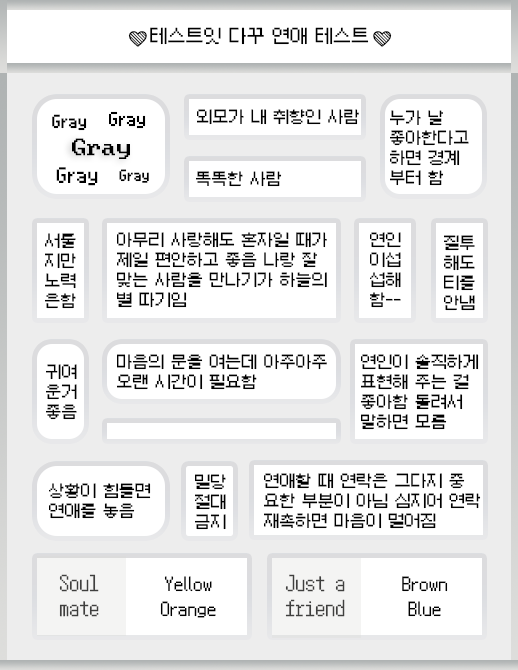 테스트잇 다꾸 연애 테스트
Gray Gray
Gray
Gray Gray
외모가 내 취향인 사람
똑똑한 사람
누가 날
좋아한다고
하면 경계
부터 함
서툴
지만
노력
은함
아무리 사랑해도 혼자일 때가
제일 편안하고 좋음 나랑 잘
맞는 사람을 만나기가 하늘의
별 따기임
연인
이섭
섭해
함--
질투
해도
티를
안냄
귀여
운거
좋음
마음의 문을 여는데 아주아주
오랜 시간이 필요함
연인이 솔직하게
표현해 주는 걸
좋아함 돌려서
말하면 모름
상황이 힘들면
연애를 놓음
밀당
절대
금지
연애할 때 연락은 그다지 중
요한 부분이 아님 심지어 연락
재촉하면 마음이 멀어짐
Soul
mate
Yellow
Orange
Just a
friend
Brown
Blue